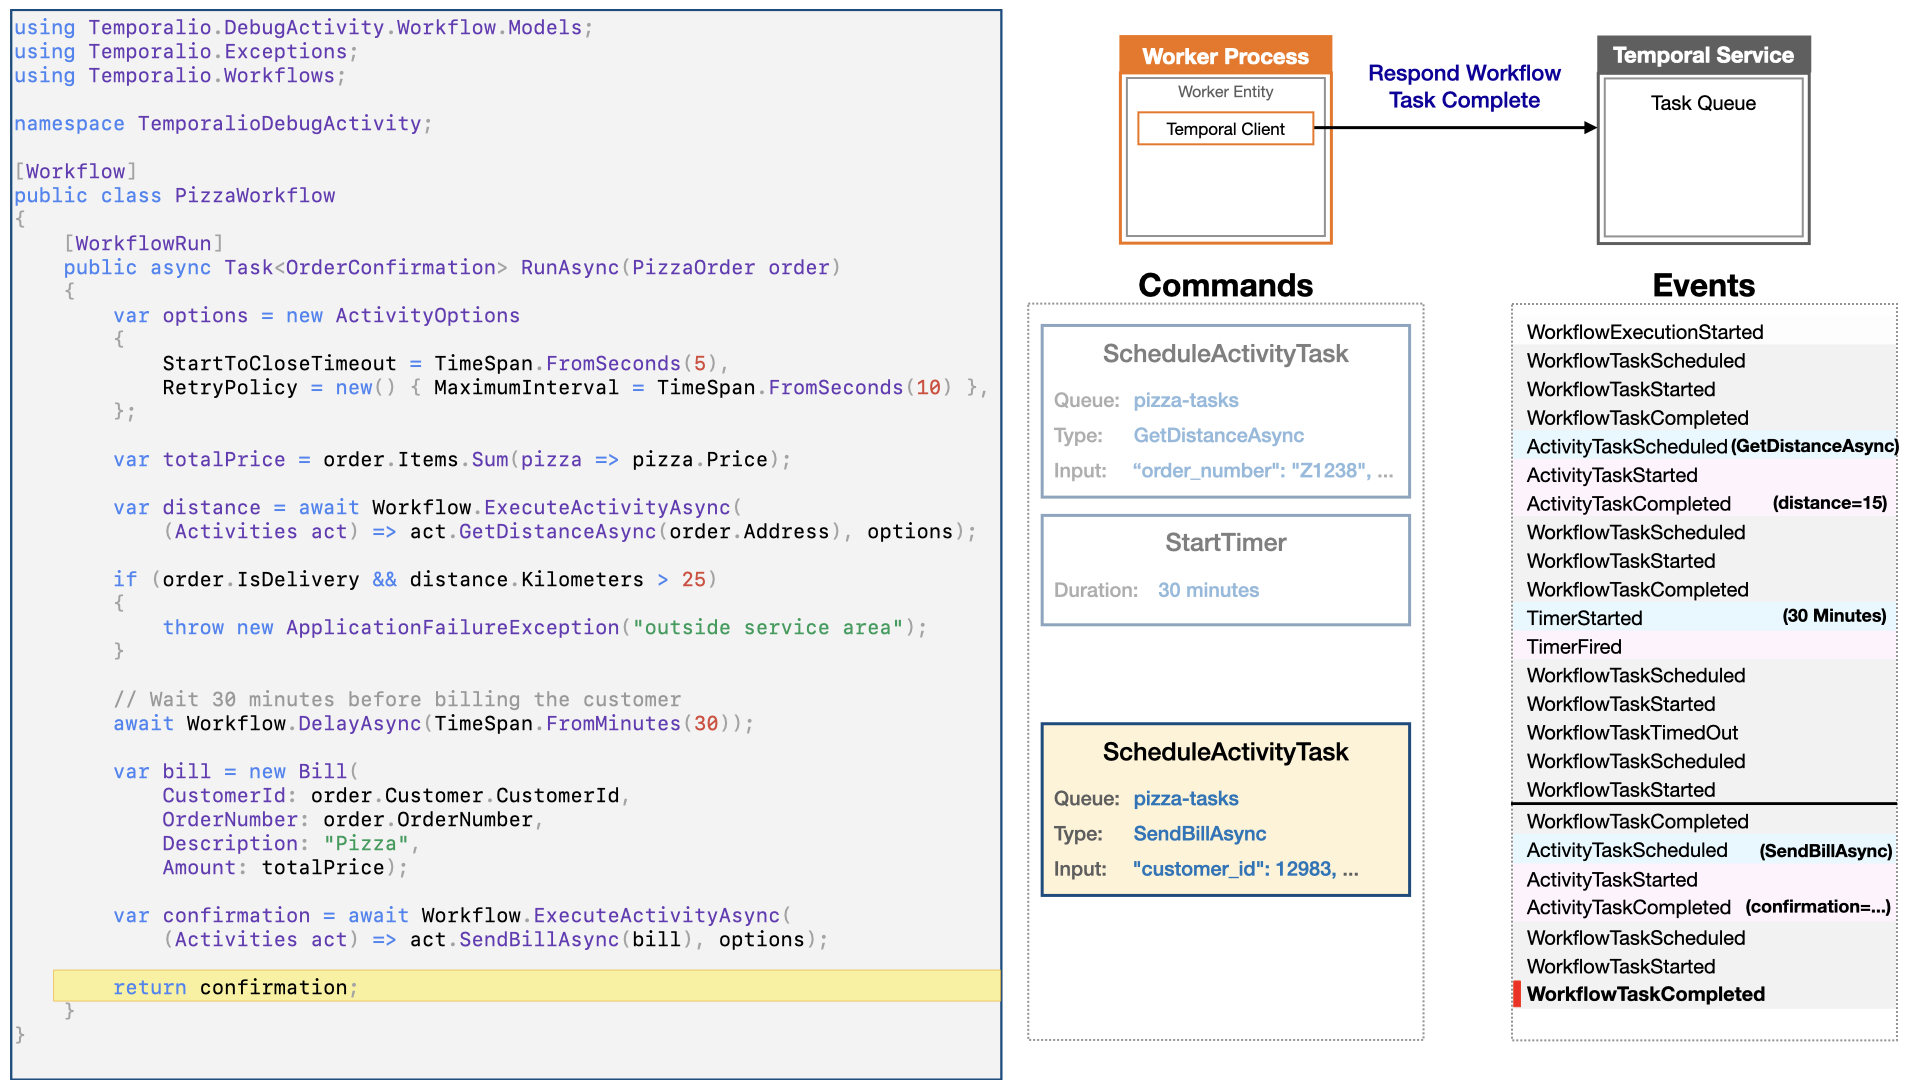 using Temporalio.DebugActivity.Workflow.Models;
using Temporalio.Exceptions;
using Temporalio.Workflows;
namespace TemporalioDebugActivity;
[Workflow]
public class PizzaWorkflow
{
[WorkflowRun]
public async Task<OrderConfirmation> RunAsync(PizzaOrder order)
{
var options = new ActivityOptions
{
StartToCloseTimeout = TimeSpan.FromSeconds(5),
RetryPolicy = new() { MaximumInterval = TimeSpan.FromSeconds(10) },
};
var totalPrice = order.Items.Sum(pizza => pizza.Price);
var distance = await Workflow.ExecuteActivityAsync(
(Activities act) => act.GetDistanceAsync(order.Address), options);
if (order.IsDelivery && distance.Kilometers > 25)
{
throw new ApplicationFailureException("outside service area");
}
// Wait 30 minutes before billing the customer
await Workflow.DelayAsync(TimeSpan.FromMinutes(30));
var bill = new Bill(
CustomerId: order.Customer.CustomerId,
OrderNumber: order.OrderNumber,
Description: "Pizza",
Amount: totalPrice);
var confirmation = await Workflow.ExecuteActivityAsync(
(Activities act) => act.SendBillAsync(bill), options);
return confirmation;
}
}
Worker Process
Worker Entity
Temporal Client
Respond Workflow
Task Complete
Temporal Service
Task Queue
Commands
ScheduleActivityTask
Queue: pizza-tasks
Type: GetDistanceAsync
Input: “order_number": "Z1238", ...
StartTimer
Duration: 30 minutes
ScheduleActivityTask
Queue: pizza-tasks
Type: SendBillAsync
Input: "customer_id": 12983, ...
Events
WorkflowExecutionStarted
WorkflowTaskScheduled
WorkflowTaskStarted
WorkflowTaskCompleted
ActivityTaskScheduled (GetDistanceAsync)
ActivityTaskStarted
ActivityTaskCompleted (distance=15)
WorkflowTaskScheduled
WorkflowTaskStarted
WorkflowTaskCompleted
TimerStarted (30 Minutes)
TimerFired
WorkflowTaskScheduled
WorkflowTaskStarted
WorkflowTaskTimedOut
WorkflowTaskScheduled
WorkflowTaskStarted
WorkflowTaskCompleted
ActivityTaskScheduled (SendBillAsync)
ActivityTaskStarted
ActivityTaskCompleted (confirmation=...)
WorkflowTaskScheduled
WorkflowTaskStarted
WorkflowTaskCompleted